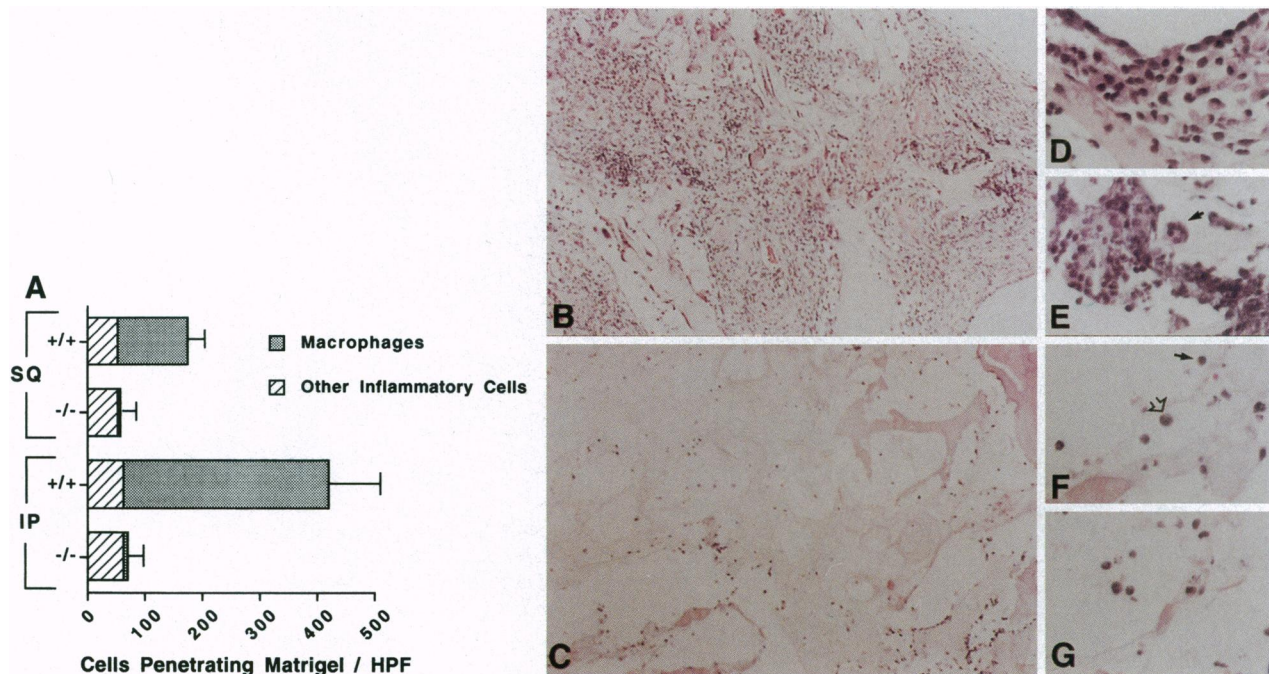 A
SQ
+/+
-/-
IP
+/+
-/-
Macrophages
Other Inflammatory Cells
0 100 200 300 400 500
Cells Penetrating Matrigel / HPF
B
C
D
E
F
G